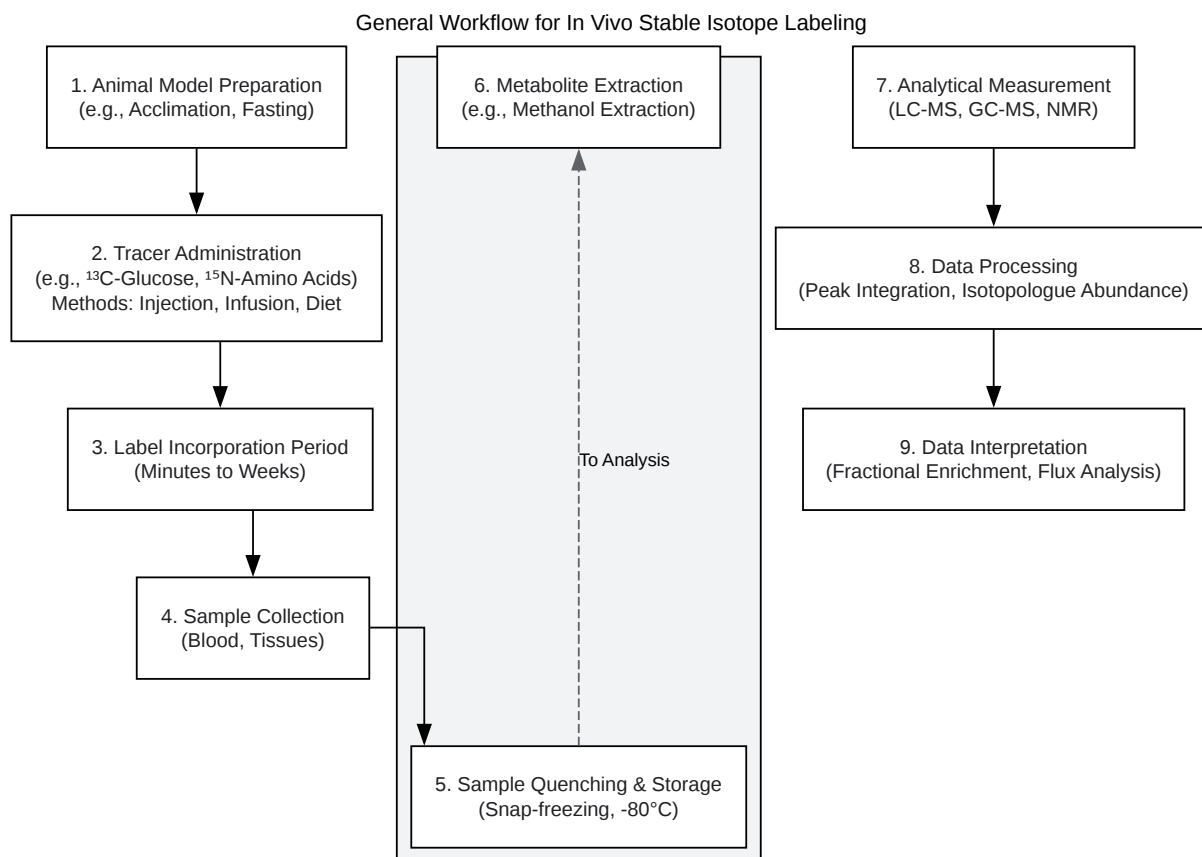 General Workflow for In Vivo Stable Isotope Labeling
1. Animal Model Preparation
(e.g., Acclimation, Fasting)
2. Tracer Administration
(e.g., ¹³C-Glucose, ¹⁵N-Amino Acids)
Methods: Injection, Infusion, Diet
3. Label Incorporation Period
(Minutes to Weeks)
4. Sample Collection
(Blood, Tissues)
5. Sample Quenching & Storage
(Snap-freezing, -80°C)
To Analysis
6. Metabolite Extraction
(e.g., Methanol Extraction)
7. Analytical Measurement
(LC-MS, GC-MS, NMR)
8. Data Processing
(Peak Integration, Isotopologue Abundance)
9. Data Interpretation
(Fractional Enrichment, Flux Analysis)